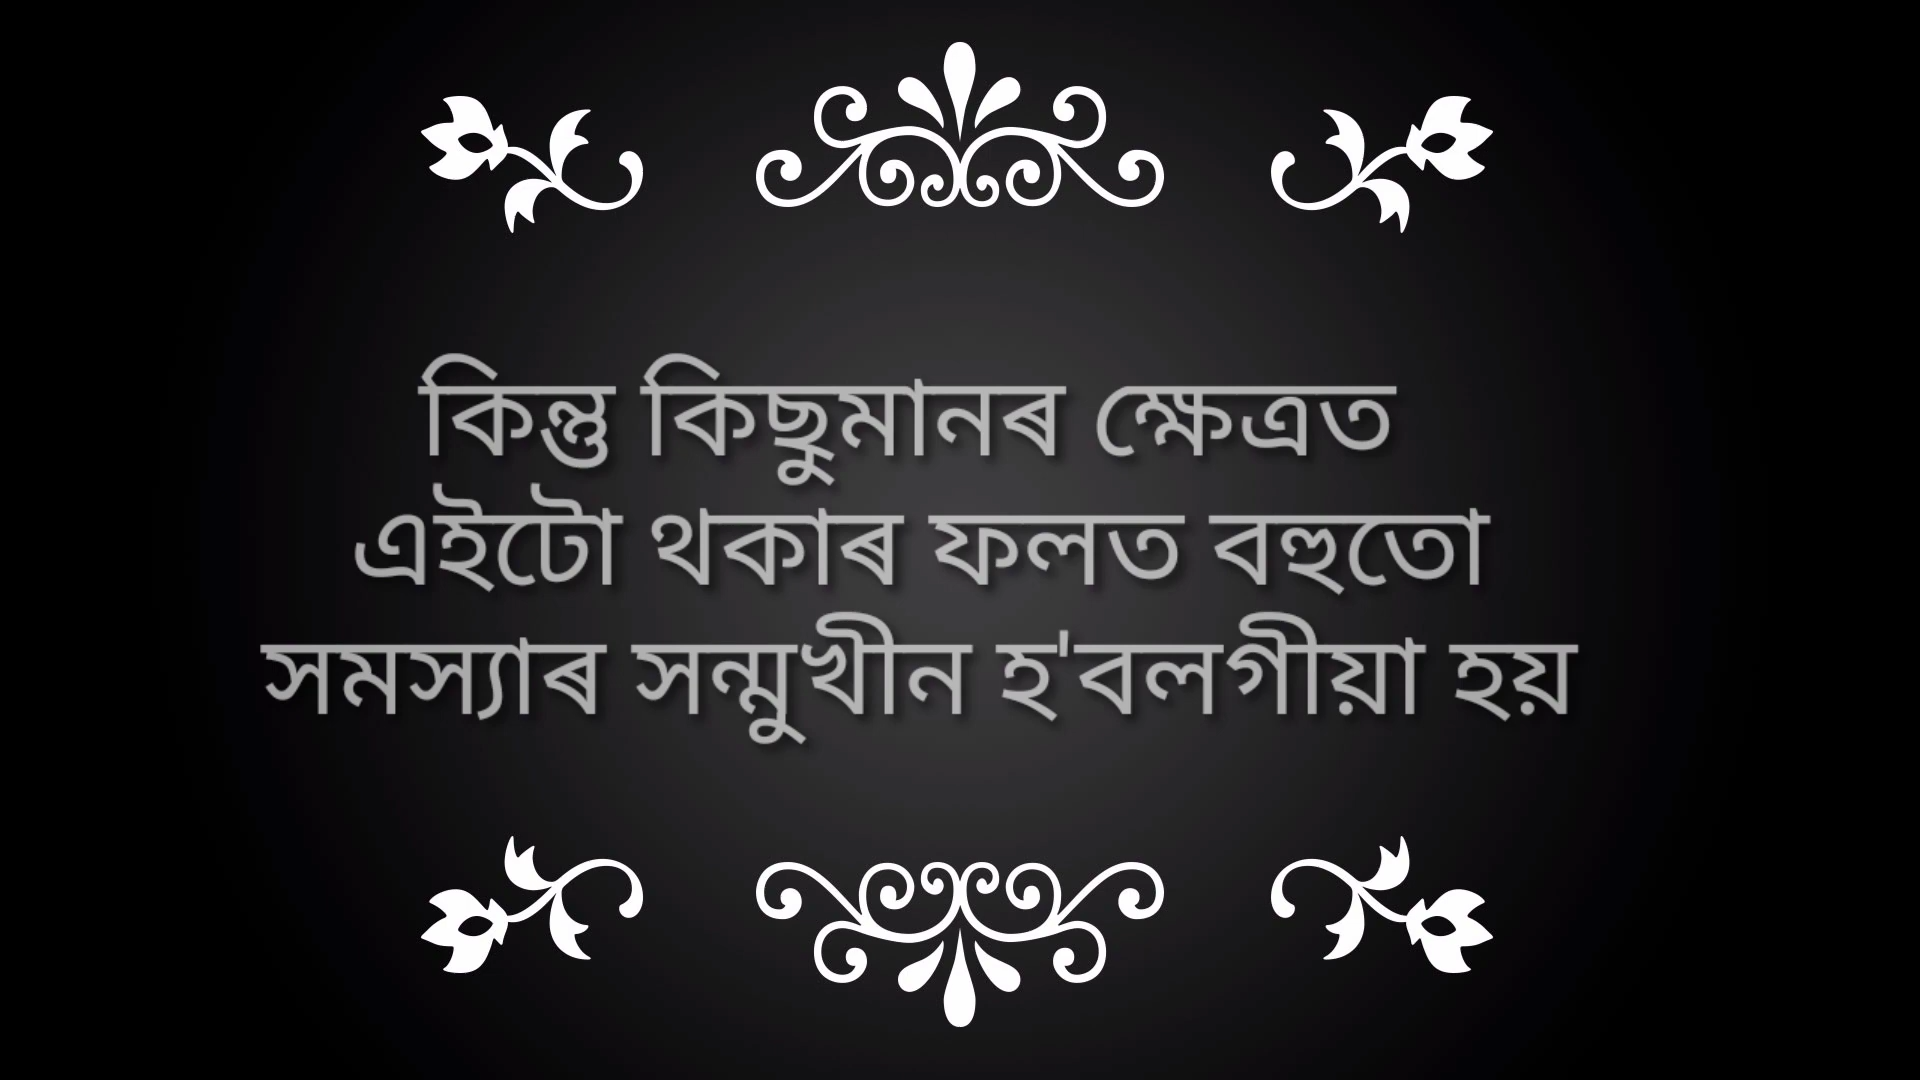 কিন্তু কিছুমানৰ ক্ষেত্ৰত
এইটো থকাৰ ফলত বহুতো
সমস্যাৰ সন্মুখীন হ'বলগীয়া হয়